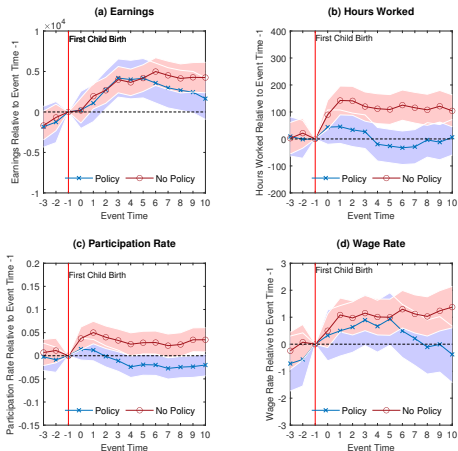 (a) Earnings
×10⁴
1
0.5
0
-0.5
-1
Earnings Relative to Event Time -1
First Child Birth
Policy
No Policy
-3 -2 -1 0 1 2 3 4 5 6 7 8 9 10
Event Time
(b) Hours Worked
400
300
200
100
0
-100
-200
Hours Worked Relative to Event Time -1
First Child Birth
Policy
No Policy
-3 -2 -1 0 1 2 3 4 5 6 7 8 9 10
Event Time
(c) Participation Rate
0.2
0.15
0.1
0.05
0
-0.05
-0.1
-0.15
Participation Rate Relative to Event Time -1
First Child Birth
Policy
No Policy
-3 -2 -1 0 1 2 3 4 5 6 7 8 9 10
Event Time
(d) Wage Rate
3
2
1
0
-1
-2
-3
Wage Rate Relative to Event Time -1
First Child Birth
Policy
No Policy
-3 -2 -1 0 1 2 3 4 5 6 7 8 9 10
Event Time